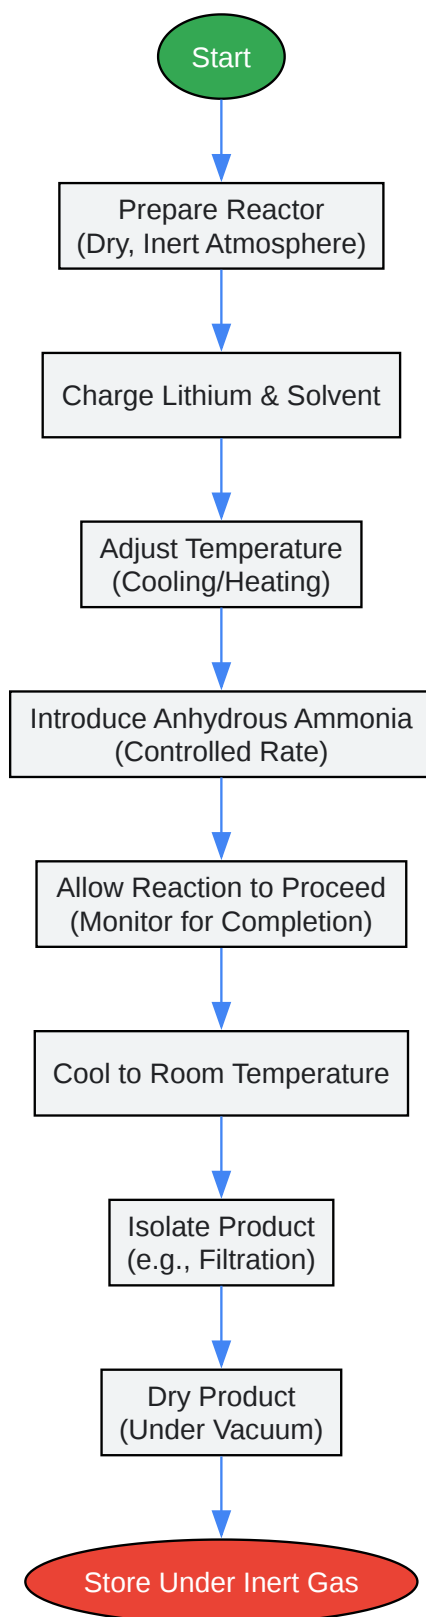 Start
Prepare Reactor
(Dry, Inert Atmosphere)
Charge Lithium & Solvent
Adjust Temperature
(Cooling/Heating)
Introduce Anhydrous Ammonia
(Controlled Rate)
Allow Reaction to Proceed
(Monitor for Completion)
Cool to Room Temperature
Isolate Product
(e.g., Filtration)
Dry Product
(Under Vacuum)
Store Under Inert Gas